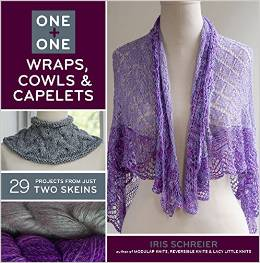 ONE
+
ONE
WRAPS,
COWLS &
CAPELETS
29 PROJECTS FROM JUST
TWO SKEINS
IRIS SCHREIER
author of MODULAR KNITS, REVERSIBLE KNITS & LACY LITTLE KNITS